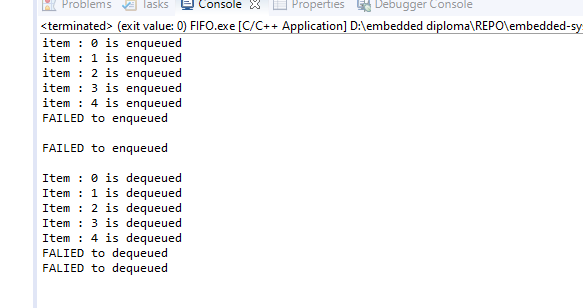 Problems Tasks Console Properties Debugger Console
<terminated> (exit value: 0) FIFO.exe [C/C++ Application] D:\embedded diploma\REPO\embedded-sy
item : 0 is enqueued
item : 1 is enqueued
item : 2 is enqueued
item : 3 is enqueued
item : 4 is enqueued
FAILED to enqueued
FAILED to enqueued
Item : 0 is dequeued
Item : 1 is dequeued
Item : 2 is dequeued
Item : 3 is dequeued
Item : 4 is dequeued
FALIED to dequeued
FALIED to dequeued